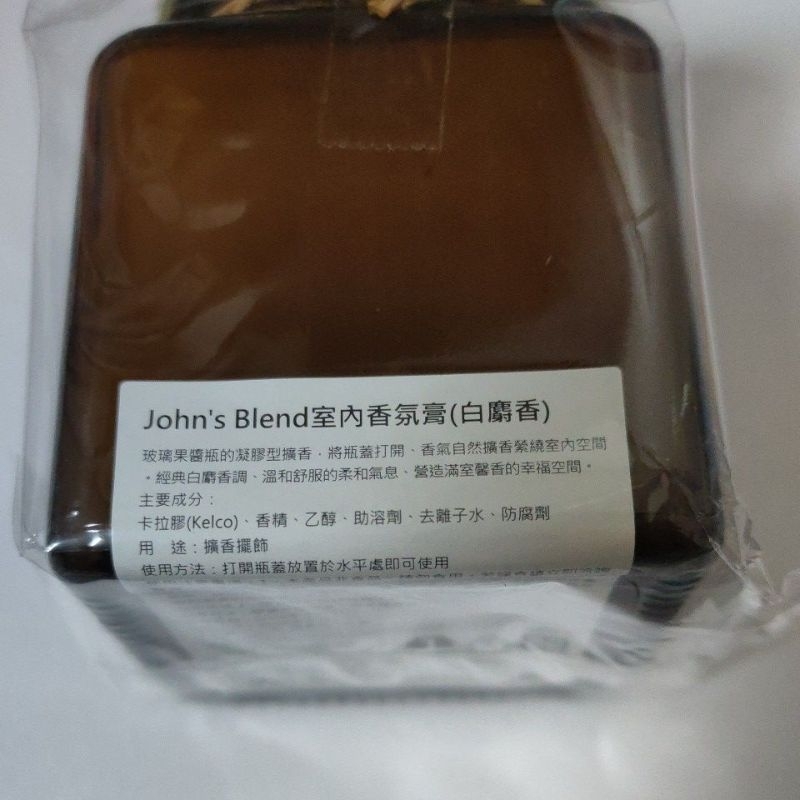 John's Blend室內香氛膏(白麝香)
玻璃果醬瓶的凝膠型擴香，將瓶蓋打開、香氣自然擴香縈繞室內空間
。經典白麝香調、溫和舒服的柔和氣息、營造滿室馨香的幸福空間。
主要成分：
卡拉膠(Kelco)、香精、乙醇、助溶劑、去離子水、防腐劑
用　途：擴香擺飾
使用方法：打開瓶蓋放置於水平處即可使用